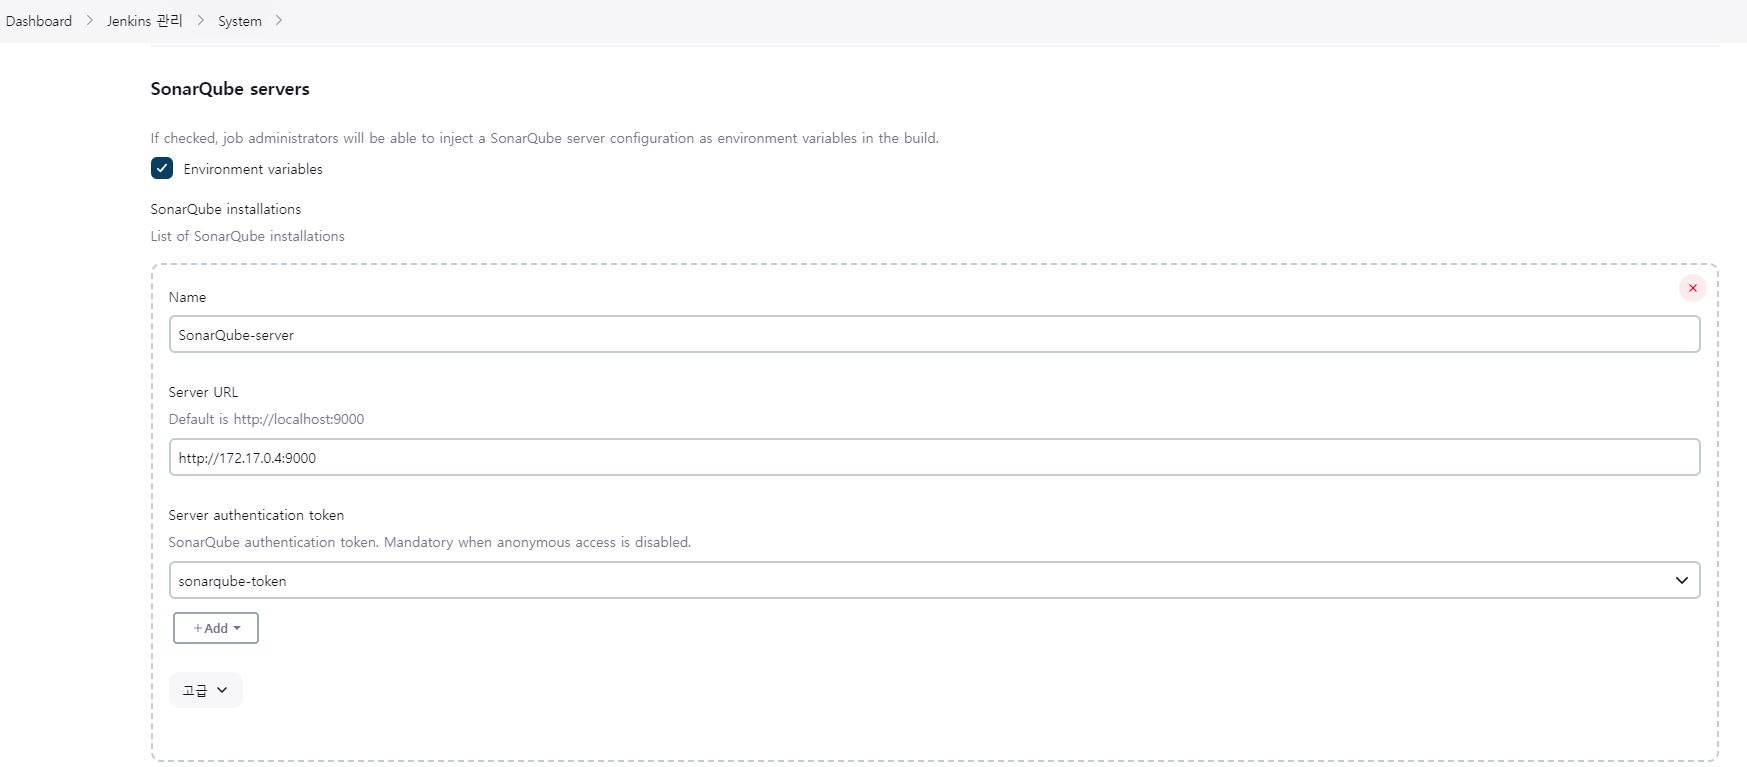 Dashboard > Jenkins 관리 > System >
SonarQube servers
If checked, job administrators will be able to inject a SonarQube server configuration as environment variables in the build.
Environment variables
SonarQube installations
List of SonarQube installations
Name
SonarQube-server
Server URL
Default is http://localhost:9000
http://172.17.0.4:9000
Server authentication token
SonarQube authentication token. Mandatory when anonymous access is disabled.
sonarqube-token
+Add
고급